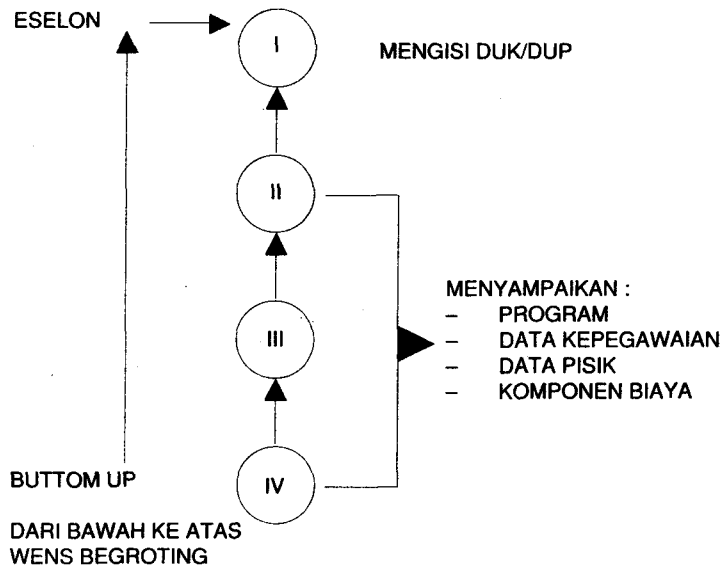 ESELON
I
MENGISI DUK/DUP
II
MENYAMPAIKAN :
– PROGRAM
– DATA KEPEGAWAIAN
– DATA PISIK
– KOMPONEN BIAYA
III
IV
BUTTOM UP
DARI BAWAH KE ATAS
WENS BEGROTING